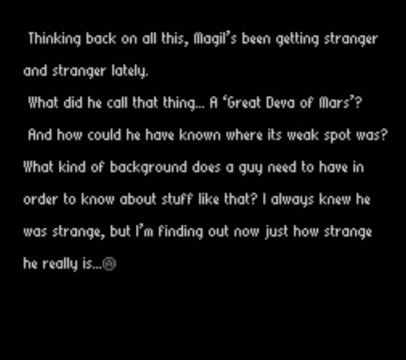 Thinking back on all this, Magil's been getting stranger
and stranger lately.
What did he call that thing... A 'Great Deva of Mars'?
And how could he have known where its weak spot was?
What kind of background does a guy need to have in
order to know about stuff like that? I always knew he
was strange, but I'm finding out now just how strange
he really is...